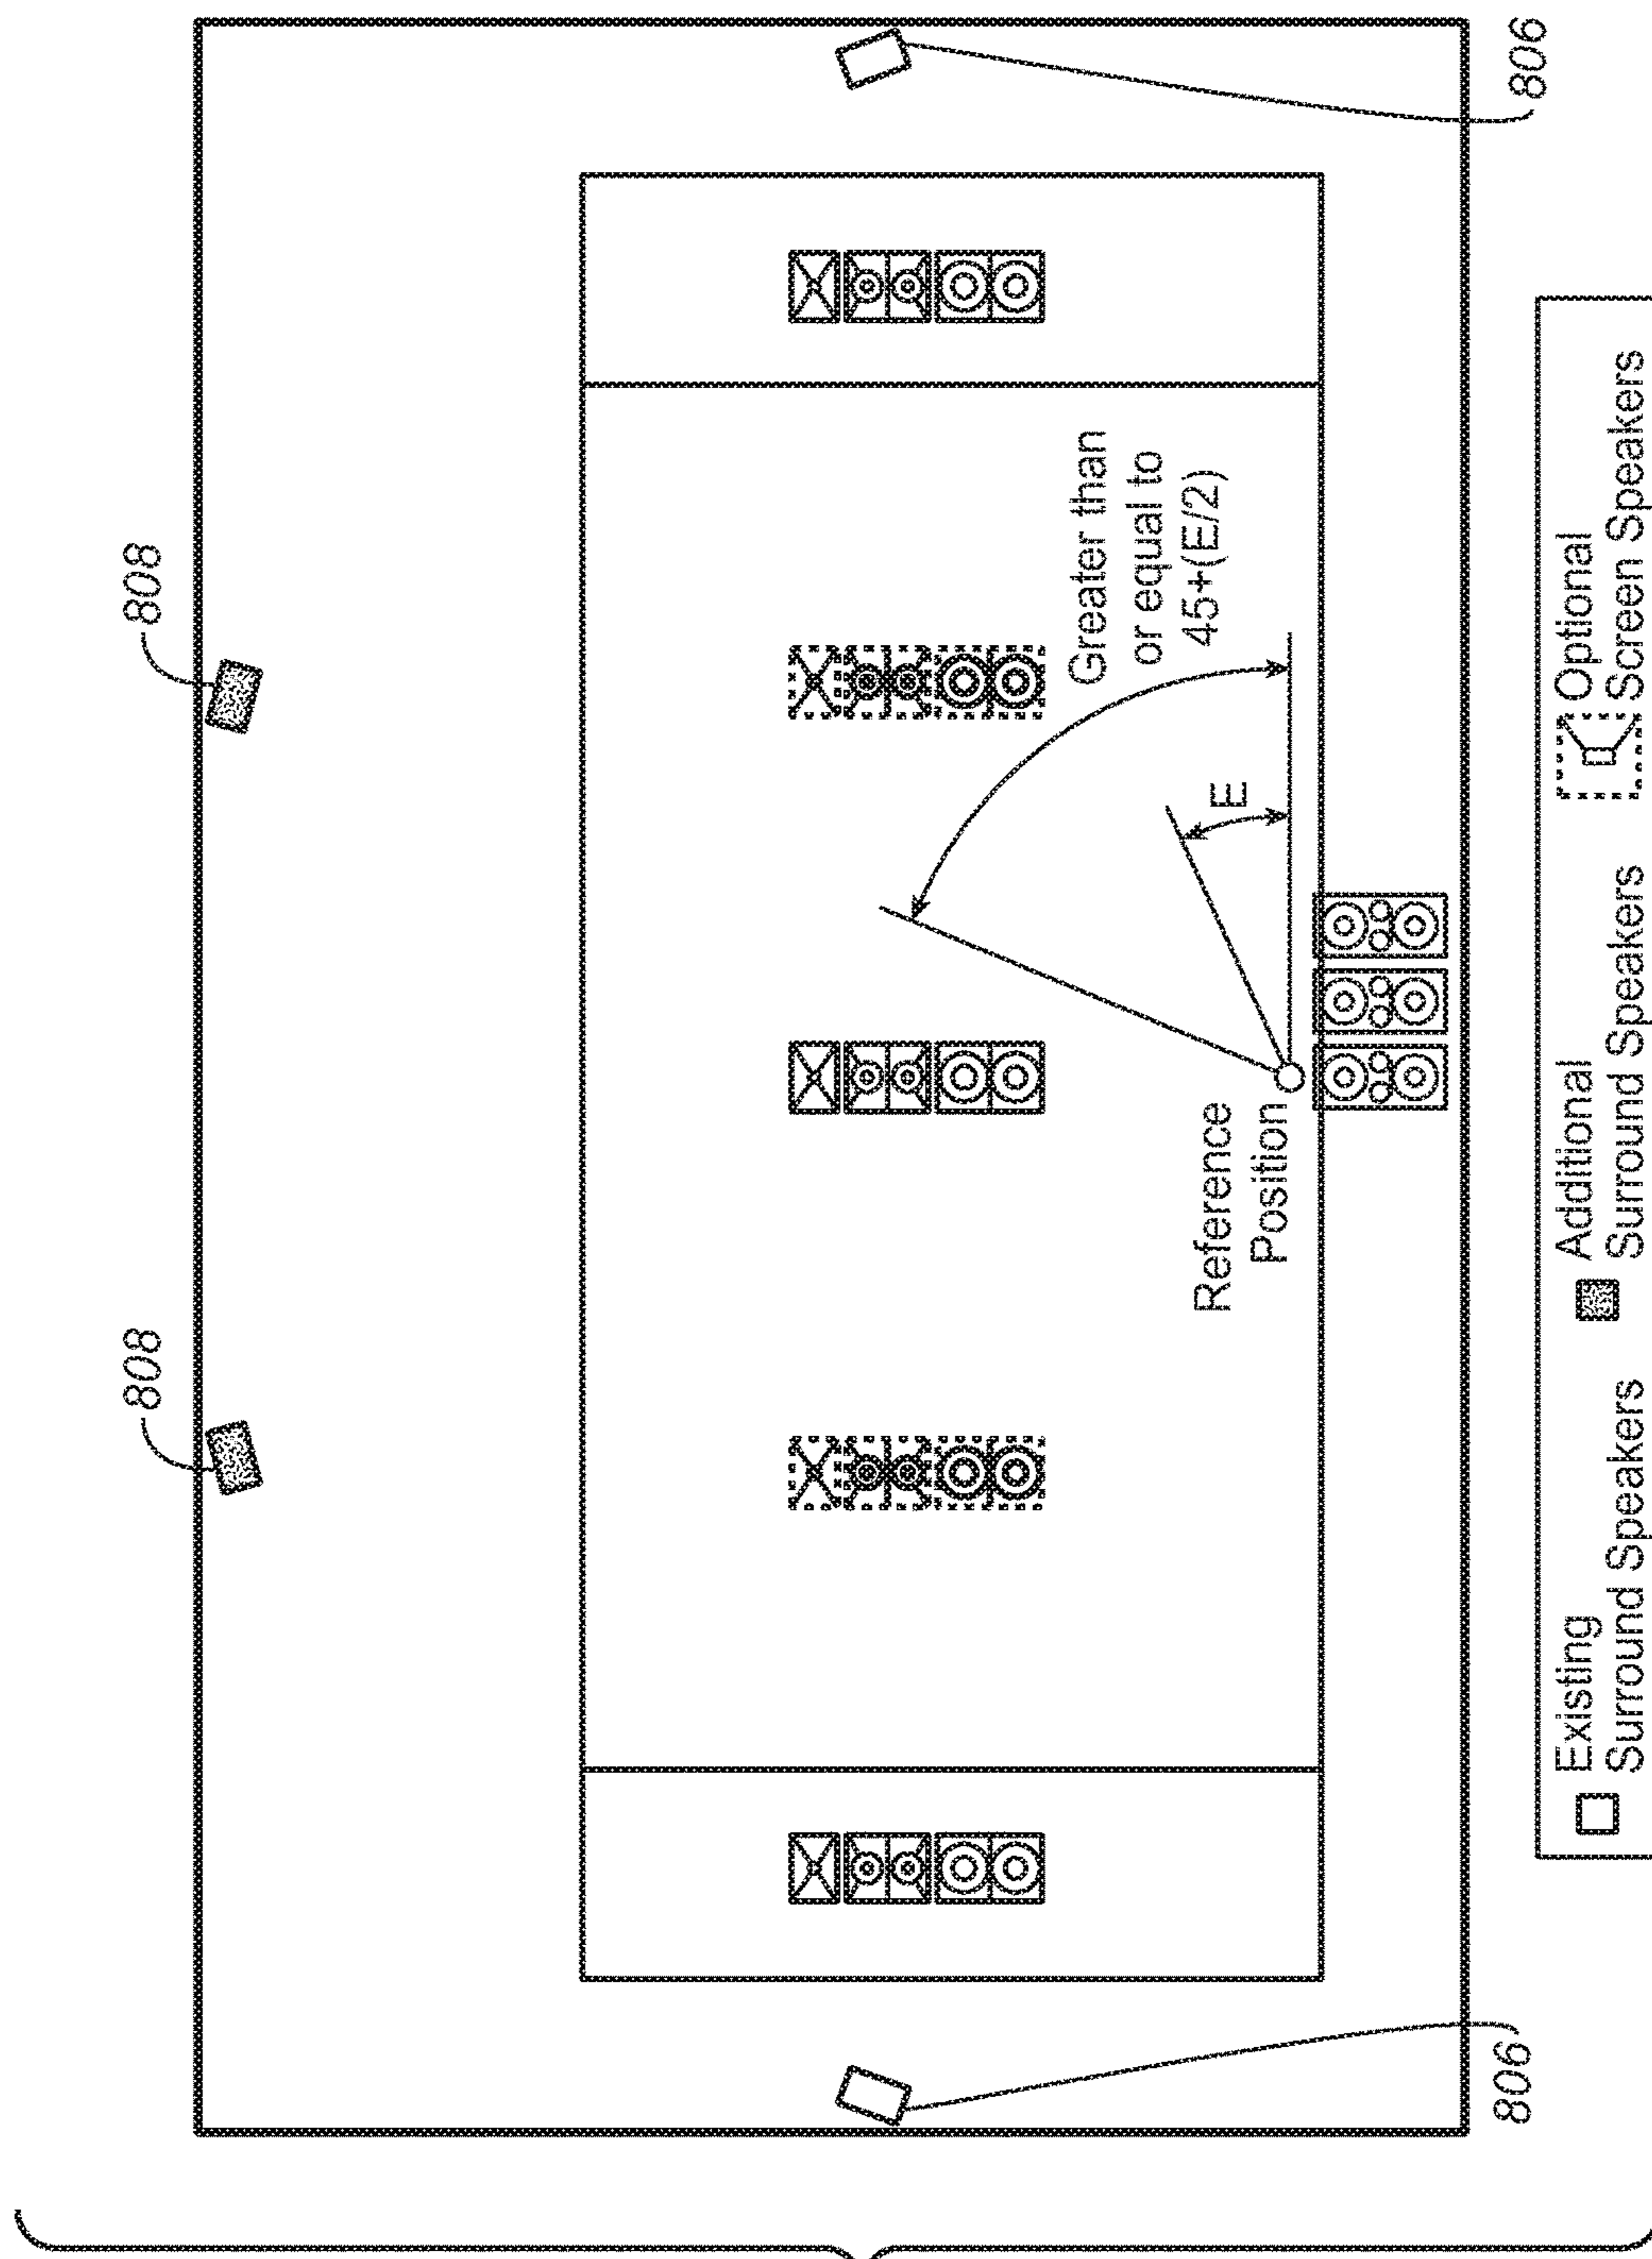 808
808
Greater than
or equal to
45+(E/2)
E
Reference
Position
806
806
Existing
Surround Speakers
Additional
Surround Speakers
Optional
Screen Speakers